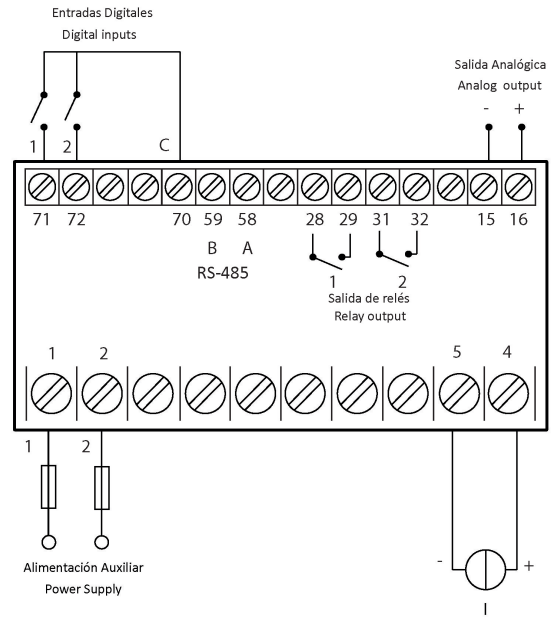 Entradas Digitales
Digital inputs
Salida Analógica
Analog output
- +
1 2 C
71 72 70 59 58 28 29 31 32 15 16
B A
RS-485
1 2
Salida de relés
Relay output
1 2 5 4
1 2
- +
Alimentación Auxiliar
Power Supply
I